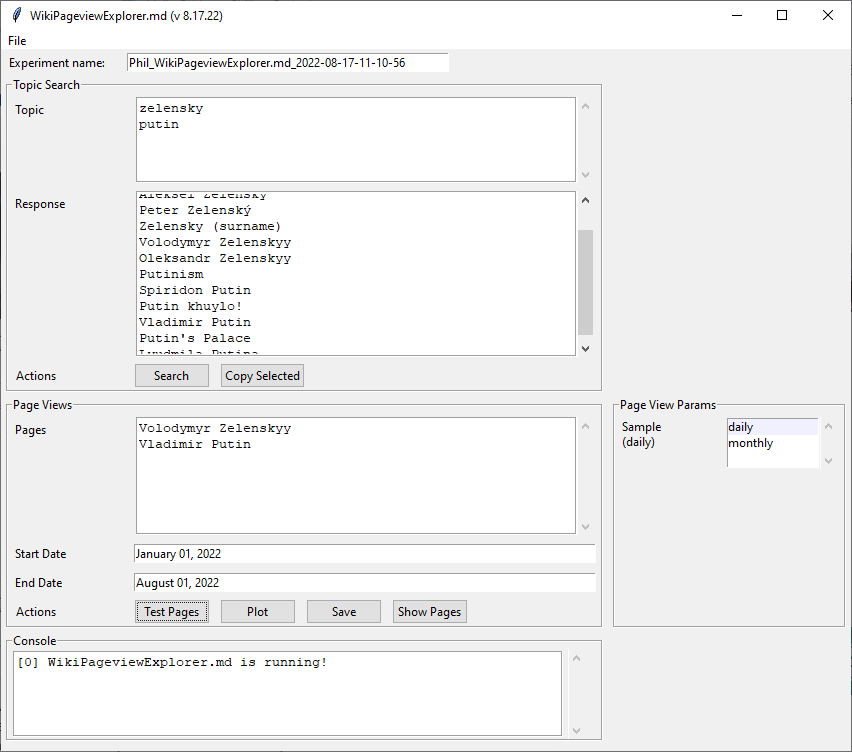 WikiPageviewExplorer.md (v 8.17.22)
File
Experiment name: Phil_WikiPageviewExplorer.md_2022-08-17-11-10-56
Topic Search
Topic
zelensky
putin
Response
Aleksei Zelensky
Peter Zelenský
Zelensky (surname)
Volodymyr Zelenskyy
Oleksandr Zelenskyy
Putinism
Spiridon Putin
Putin khuylo!
Vladimir Putin
Putin's Palace
Lyudmila Putina
Actions Search Copy Selected
Page Views
Pages
Volodymyr Zelenskyy
Vladimir Putin
Start Date January 01, 2022
End Date August 01, 2022
Actions Test Pages Plot Save Show Pages
Page View Params
Sample
(daily)
daily
monthly
Console
[0] WikiPageviewExplorer.md is running!